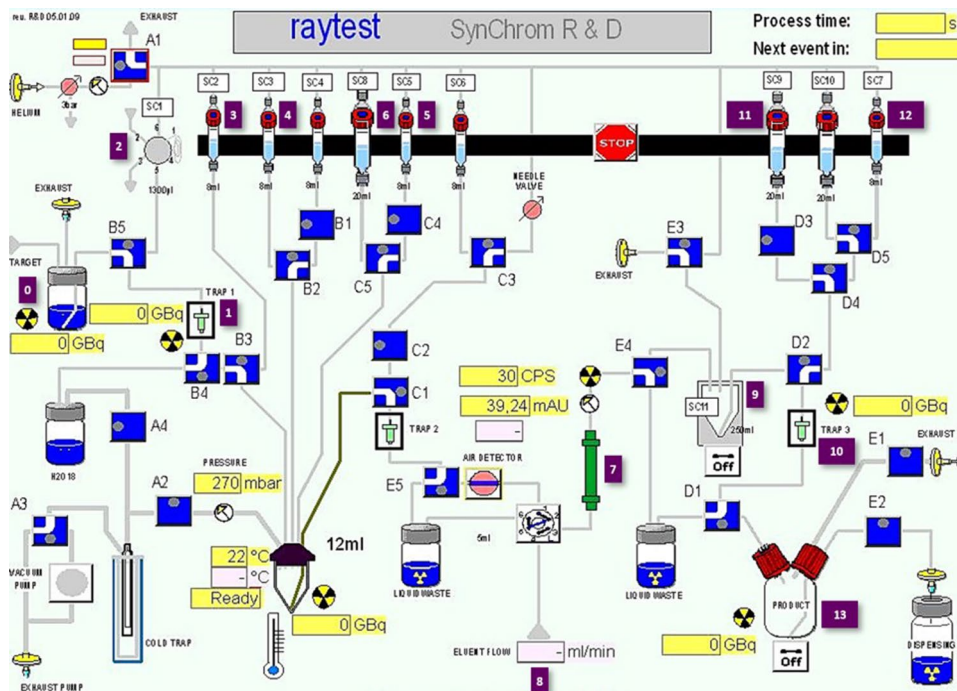 rev. R&D 05.01.09
EXHAUST
A1
raytest SynChrom R & D
Process time:
s
Next event in:
HELIUM
3bar
SC1
SC2
SC3
SC4
SC8
SC5
SC6
SC9
SC10
SC7
2
3
4
6
5
11
12
STOP
6
1
2
3
4
5
1300µl
8ml
8ml
8ml
20ml
8ml
8ml
20ml
20ml
8ml
NEEDLE
VALVE
EXHAUST
B5
B1
C4
E3
D3
TARGET
0
B2
C5
C3
EXHAUST
D5
D4
0 GBq
1
TRAP 1
0 GBq
B3
B4
C2
E4
D2
C1
30 CPS
39,24 mAU
-
SC11
9
250ml
Off
0 GBq
TRAP 3
10
E1
EXHAUST
A4
TRAP 2
AIR DETECTOR
7
H2O18
PRESSURE
270 mbar
A2
E5
D1
E2
A3
5ml
12ml
22 °C
- °C
Ready
VACUUM
PUMP
LIQUID WASTE
LIQUID WASTE
PRODUCT
13
0 GBq
0 GBq
Off
DISPENSING
COLD TRAP
ELUENT FLOW
- ml/min
8
EXHAUST PUMP